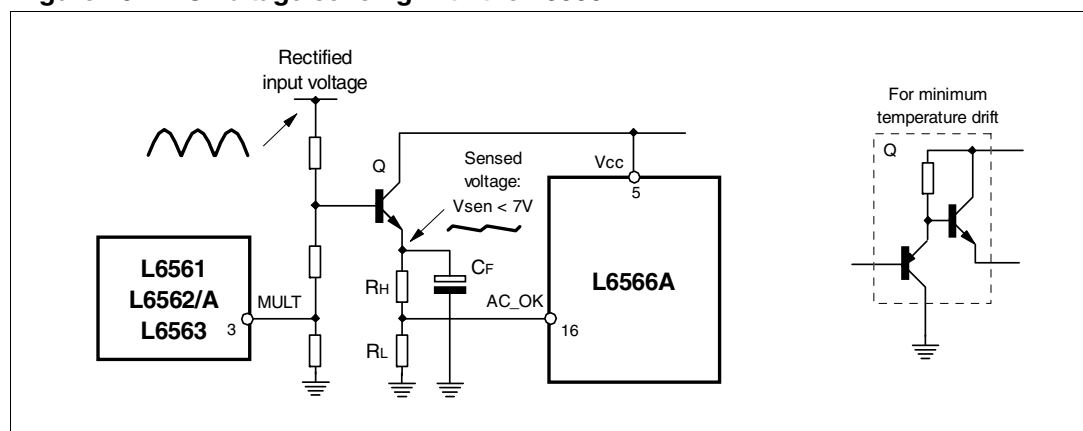 Rectified
input voltage
Q
Sensed
voltage:
Vsen < 7V
Vcc
5
L6561
L6562/A
L6563
MULT
3
RH
CF
RL
AC_OK
16
L6566A
For minimum
temperature drift
Q